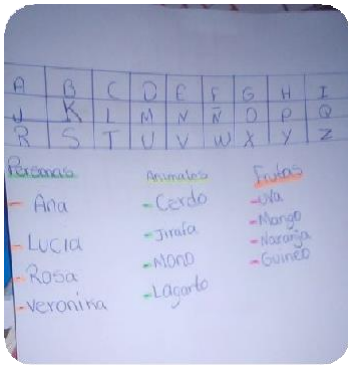 A B C D E F G H I
J K L M N Ñ O P Q
R S T U V W X Y Z
Personas Animales Frutas
- Ana - Cerdo - Uva
- Lucia - Jirafa - Mango
- Rosa - Mono - Naranja
- Veronika - Lagarto - Guineo